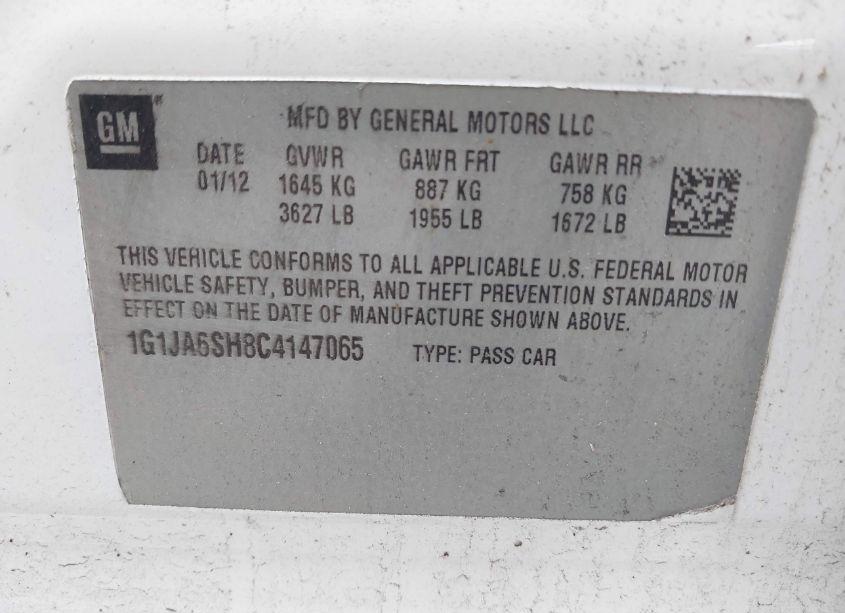 GM
MFD BY GENERAL MOTORS LLC
DATE GVWR GAWR FRT GAWR RR
01/12 1645 KG 887 KG 758 KG
3627 LB 1955 LB 1672 LB
THIS VEHICLE CONFORMS TO ALL APPLICABLE U.S. FEDERAL MOTOR
VEHICLE SAFETY, BUMPER, AND THEFT PREVENTION STANDARDS IN
EFFECT ON THE DATE OF MANUFACTURE SHOWN ABOVE.
1G1JA6SH8C4147065 TYPE: PASS CAR